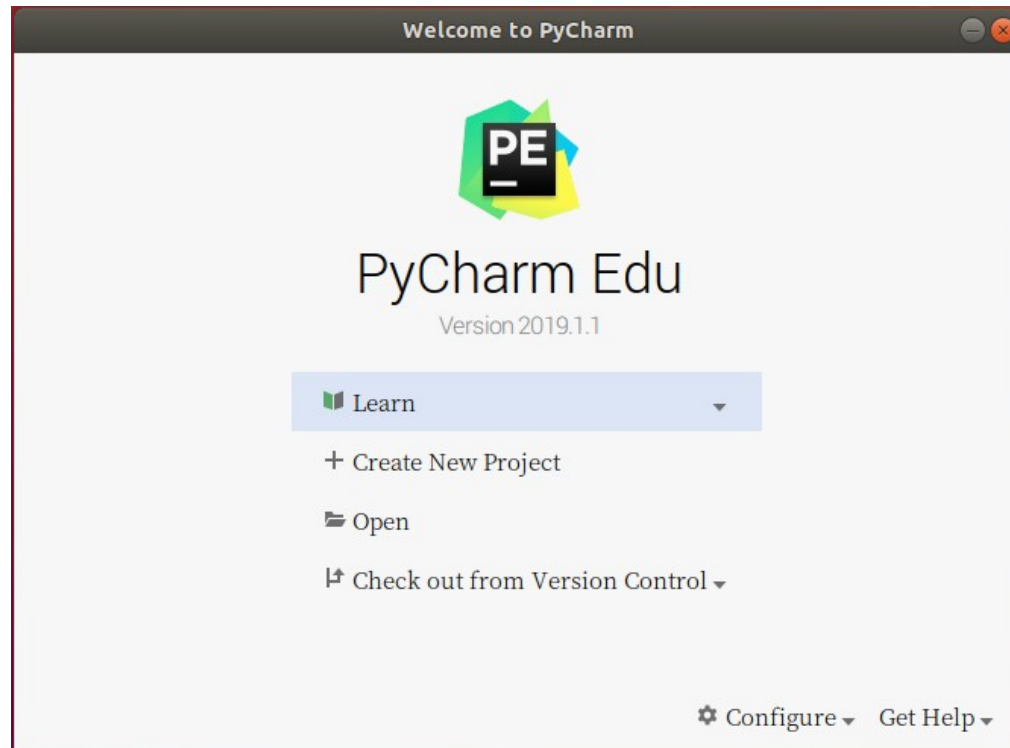 Welcome to PyCharm
PE
PyCharm Edu
Version 2019.1.1
Learn
Create New Project
Open
Check out from Version Control
Configure Get Help